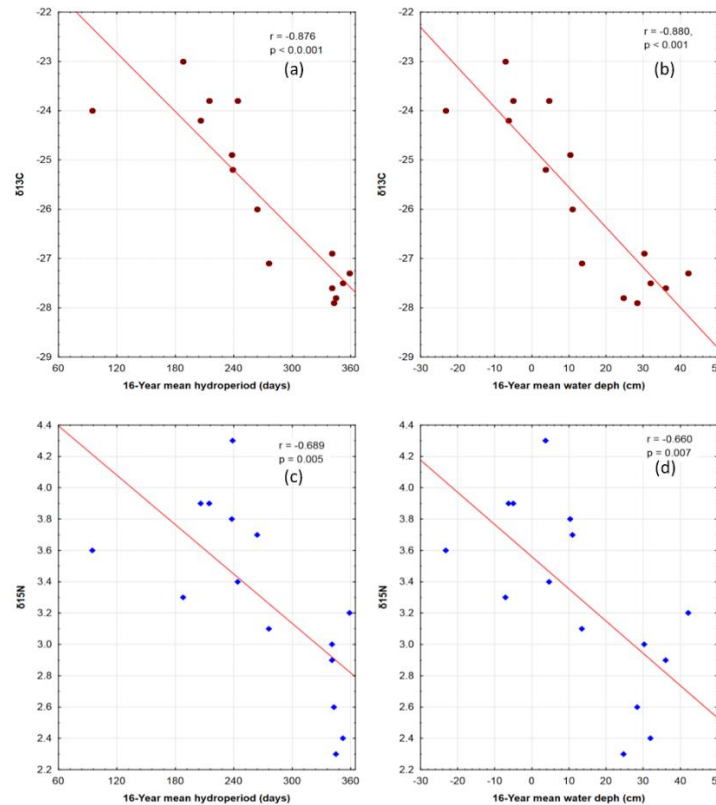 -22
-23
-24
-25
-26
-27
-28
-29
δ13C
r = -0.876
p < 0.0.001
(a)
60 120 180 240 300 360
16-Year mean hydroperiod (days)
-22
-23
-24
-25
-26
-27
-28
-29
δ13C
r = -0.880,
p < 0.001
(b)
-30 -20 -10 0 10 20 30 40 50
16-Year mean water deph (cm)
4.4
4.2
4.0
3.8
3.6
3.4
3.2
3.0
2.8
2.6
2.4
2.2
δ15N
r = -0.689
p = 0.005
(c)
60 120 180 240 300 360
16-Year mean hydroperiod (days)
4.4
4.2
4.0
3.8
3.6
3.4
3.2
3.0
2.8
2.6
2.4
2.2
δ15N
r = -0.660
p = 0.007
(d)
-30 -20 -10 0 10 20 30 40
16-Year mean water deph (cm)